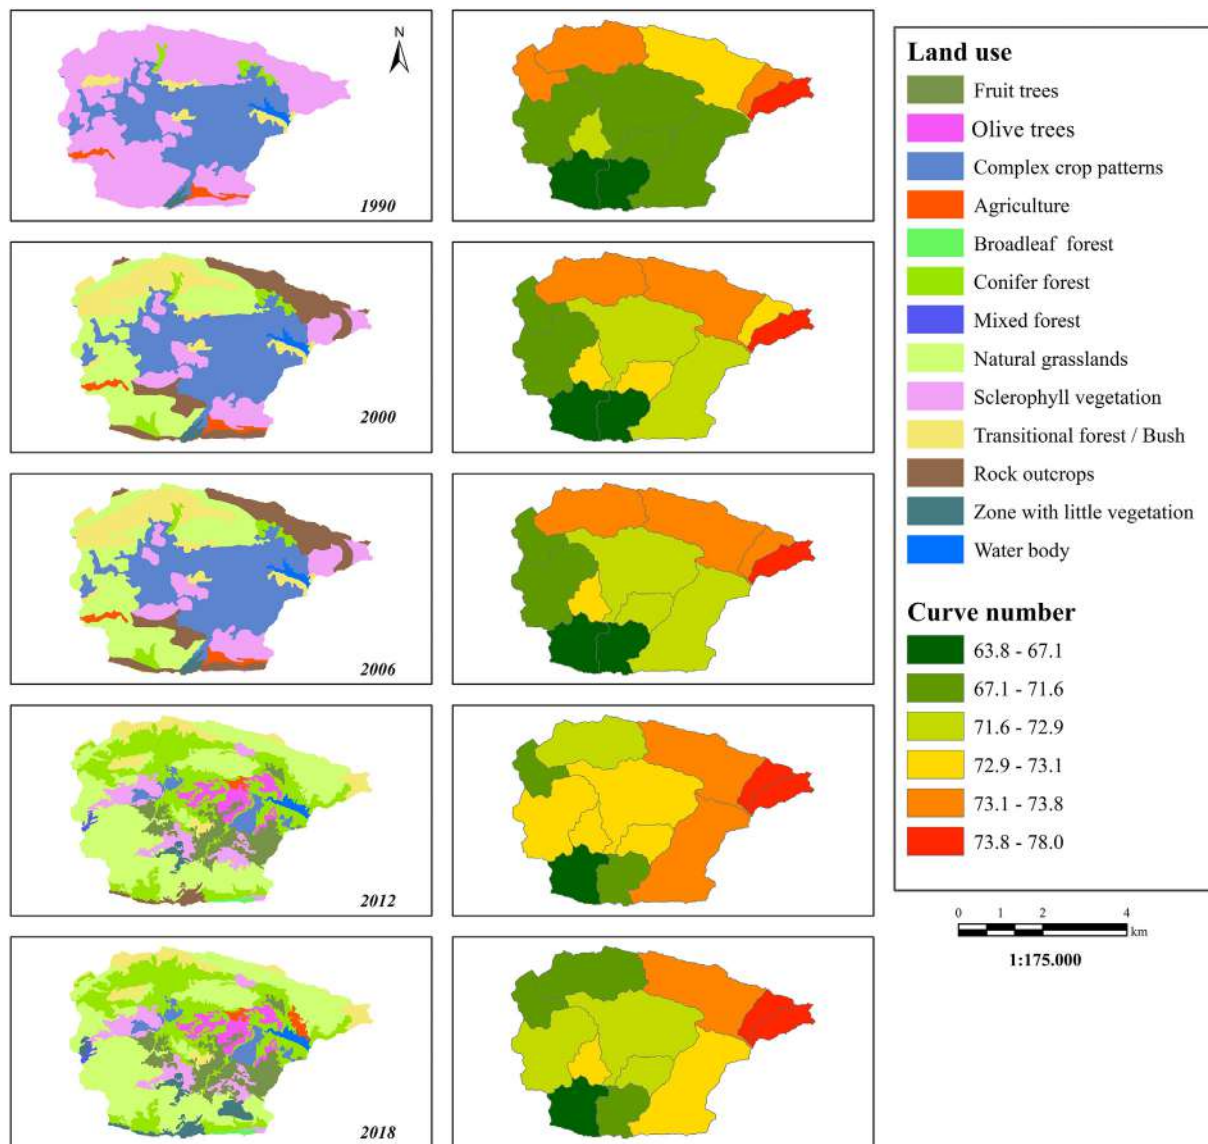 N
1990
2000
2006
2012
2018
Land use
Fruit trees
Olive trees
Complex crop patterns
Agriculture
Broadleaf forest
Conifer forest
Mixed forest
Natural grasslands
Sclerophyll vegetation
Transitional forest / Bush
Rock outcrops
Zone with little vegetation
Water body
Curve number
63.8 - 67.1
67.1 - 71.6
71.6 - 72.9
72.9 - 73.1
73.1 - 73.8
73.8 - 78.0
0 1 2 4
km
1:175.000